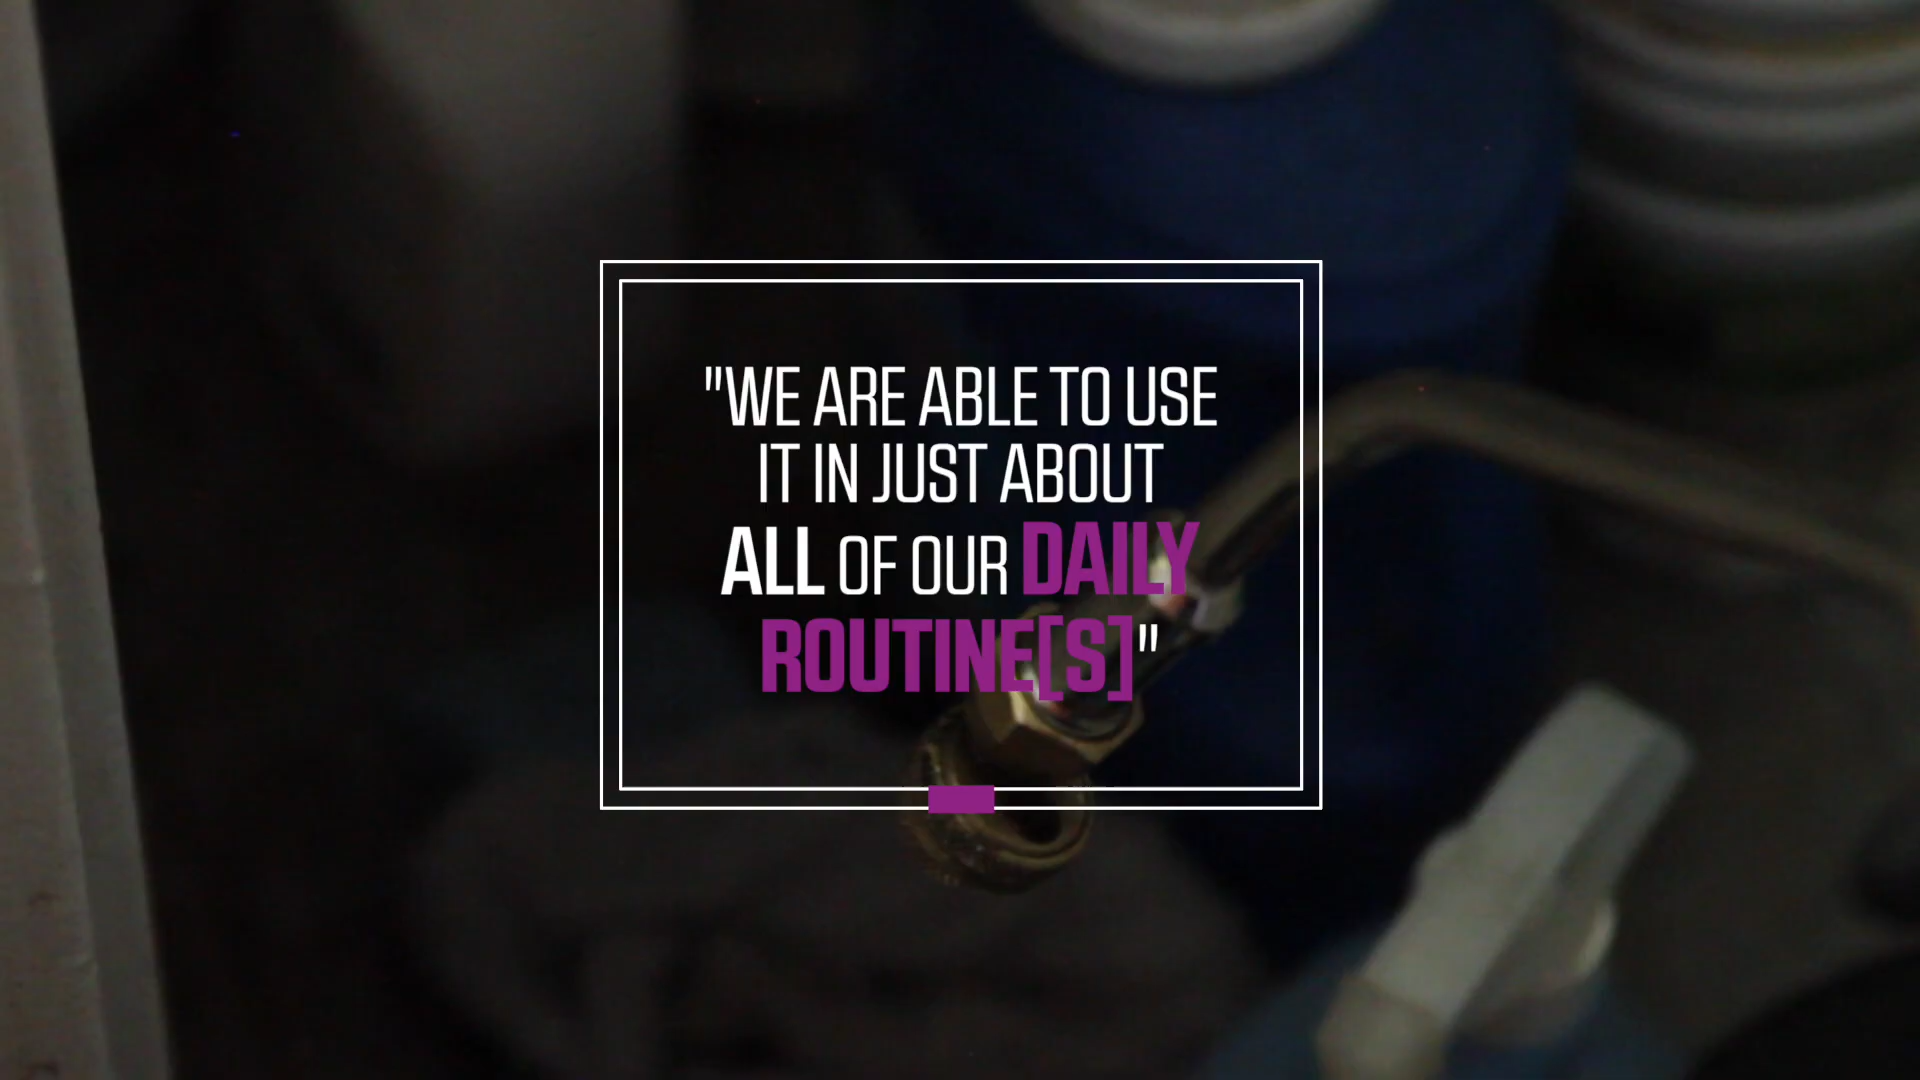 "WE ARE ABLE TO USE
IT IN JUST ABOUT
ALL OF OUR DAILY
ROUTINE[S]"